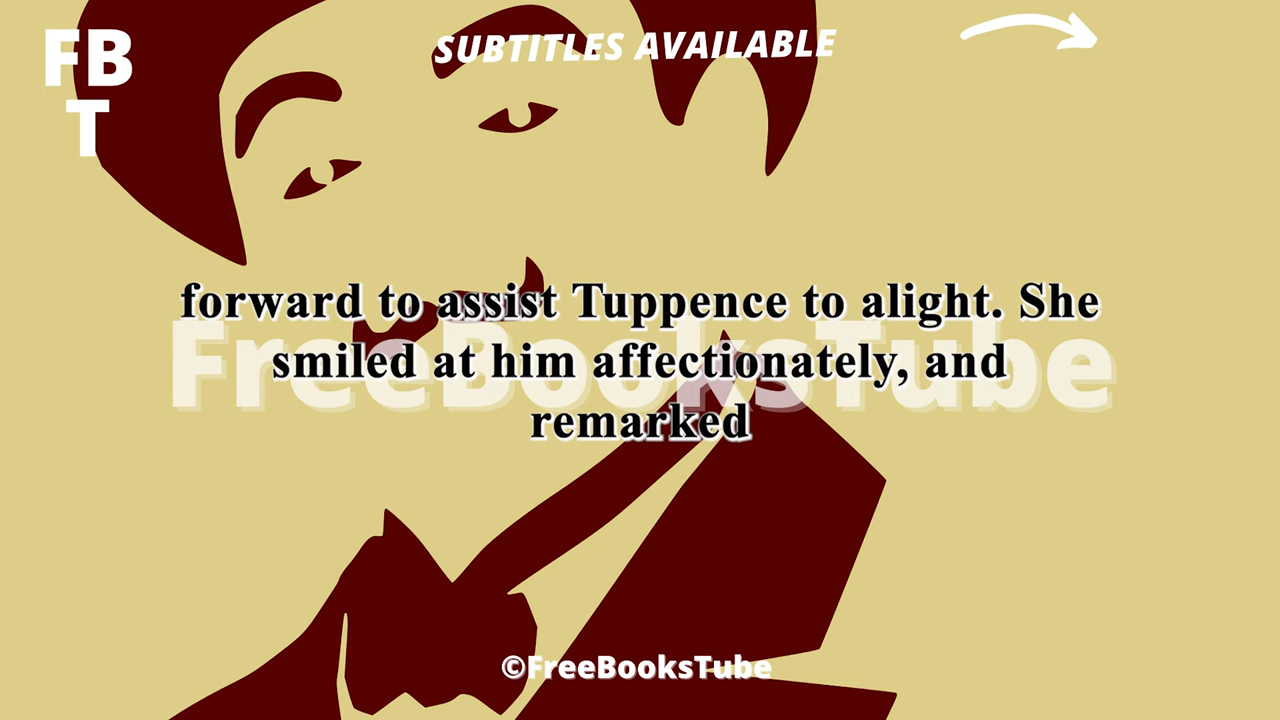 FB
T
SUBTITLES AVAILABLE
forward to assist Tuppence to alight. She
smiled at him affectionately, and
remarked
FreeBooksTube
©FreeBooksTube